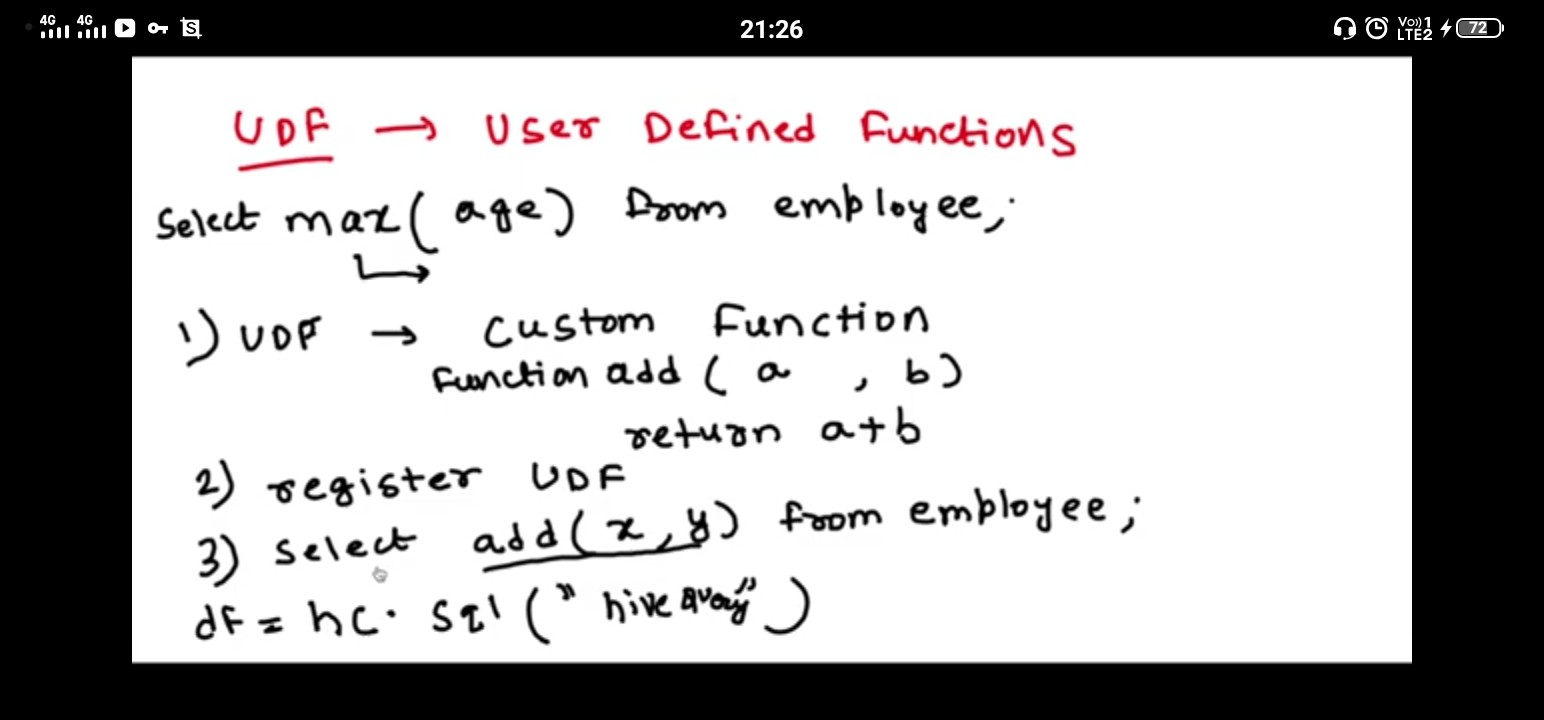 4G 4G 21:26 Vo)) 1 LTE2 72
UDF → User Defined Functions
Select max( age) from employee;
1) UDF → Custom Function
Function add ( a , b)
return a+b
2) register UDF
3) Select add( x, y) from employee;
df = hc. sql ( " hive query" )